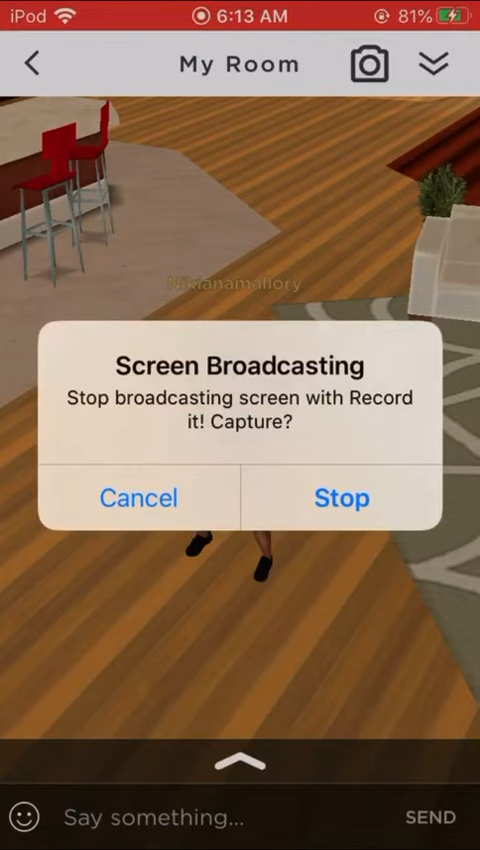 iPod 6:13 AM 81%
My Room
Nikianamallory
Screen Broadcasting
Stop broadcasting screen with Record
it! Capture?
Cancel Stop
Say something... SEND